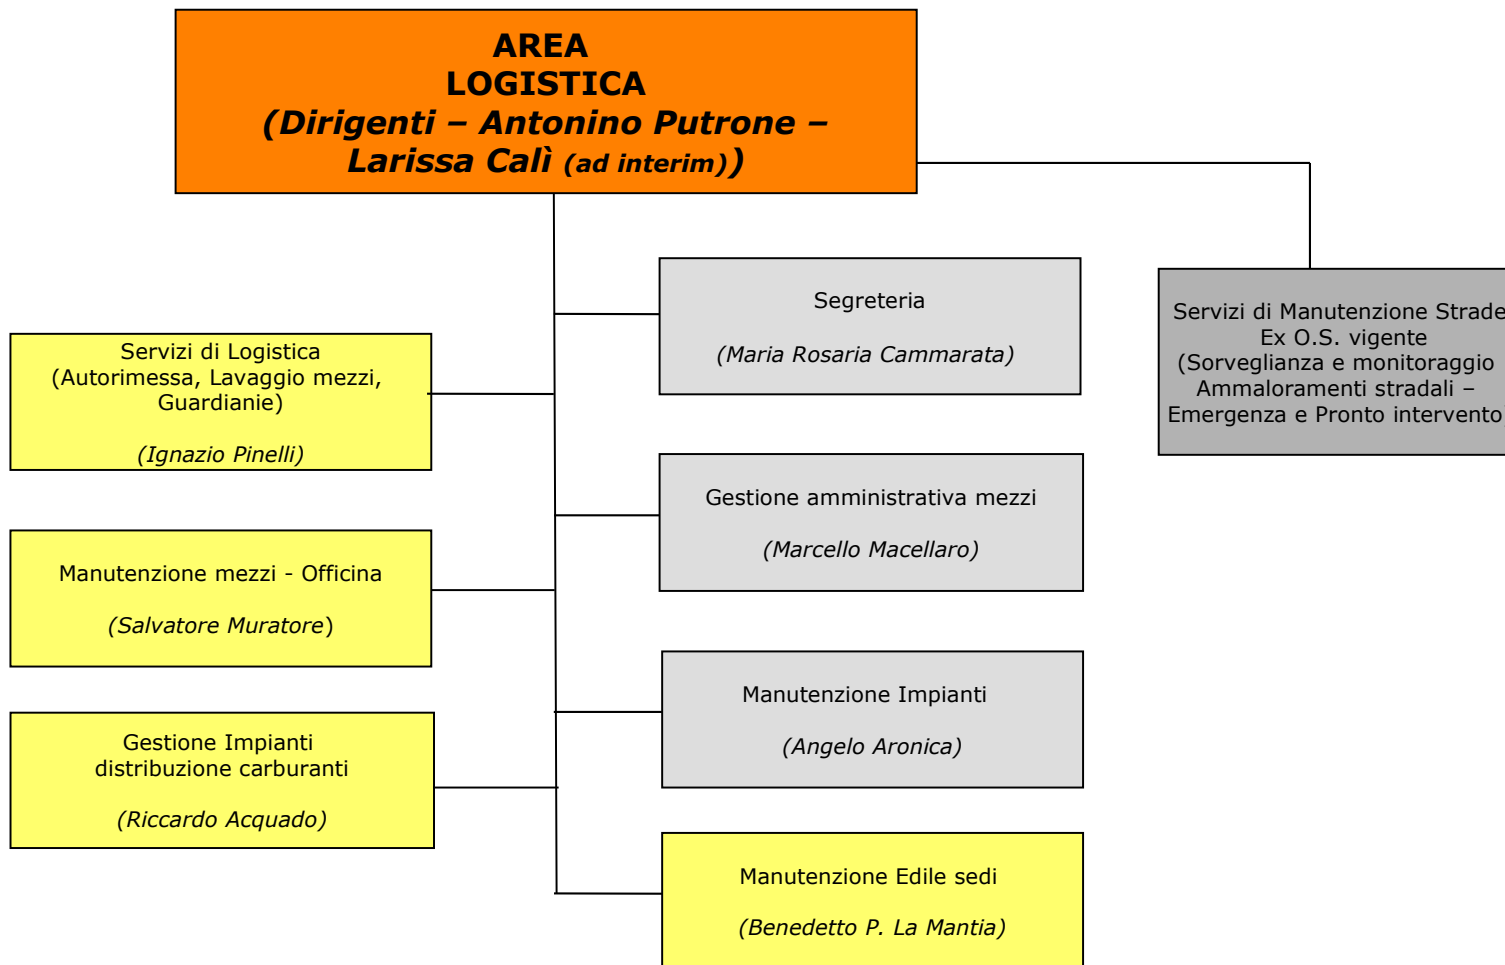 AREA
LOGISTICA
(Dirigenti – Antonino Putrone –
Larissa Calì (ad interim))
Segreteria
(Maria Rosaria Cammarata)
Servizi di Manutenzione Strade
Ex O.S. vigente
(Sorveglianza e monitoraggio
Ammaloramenti stradali –
Emergenza e Pronto intervento)
Servizi di Logistica
(Autorimessa, Lavaggio mezzi,
Guardianie)
(Ignazio Pinelli)
Gestione amministrativa mezzi
(Marcello Macellaro)
Manutenzione mezzi - Officina
(Salvatore Muratore)
Manutenzione Impianti
(Angelo Aronica)
Gestione Impianti
distribuzione carburanti
(Riccardo Acquado)
Manutenzione Edile sedi
(Benedetto P. La Mantia)